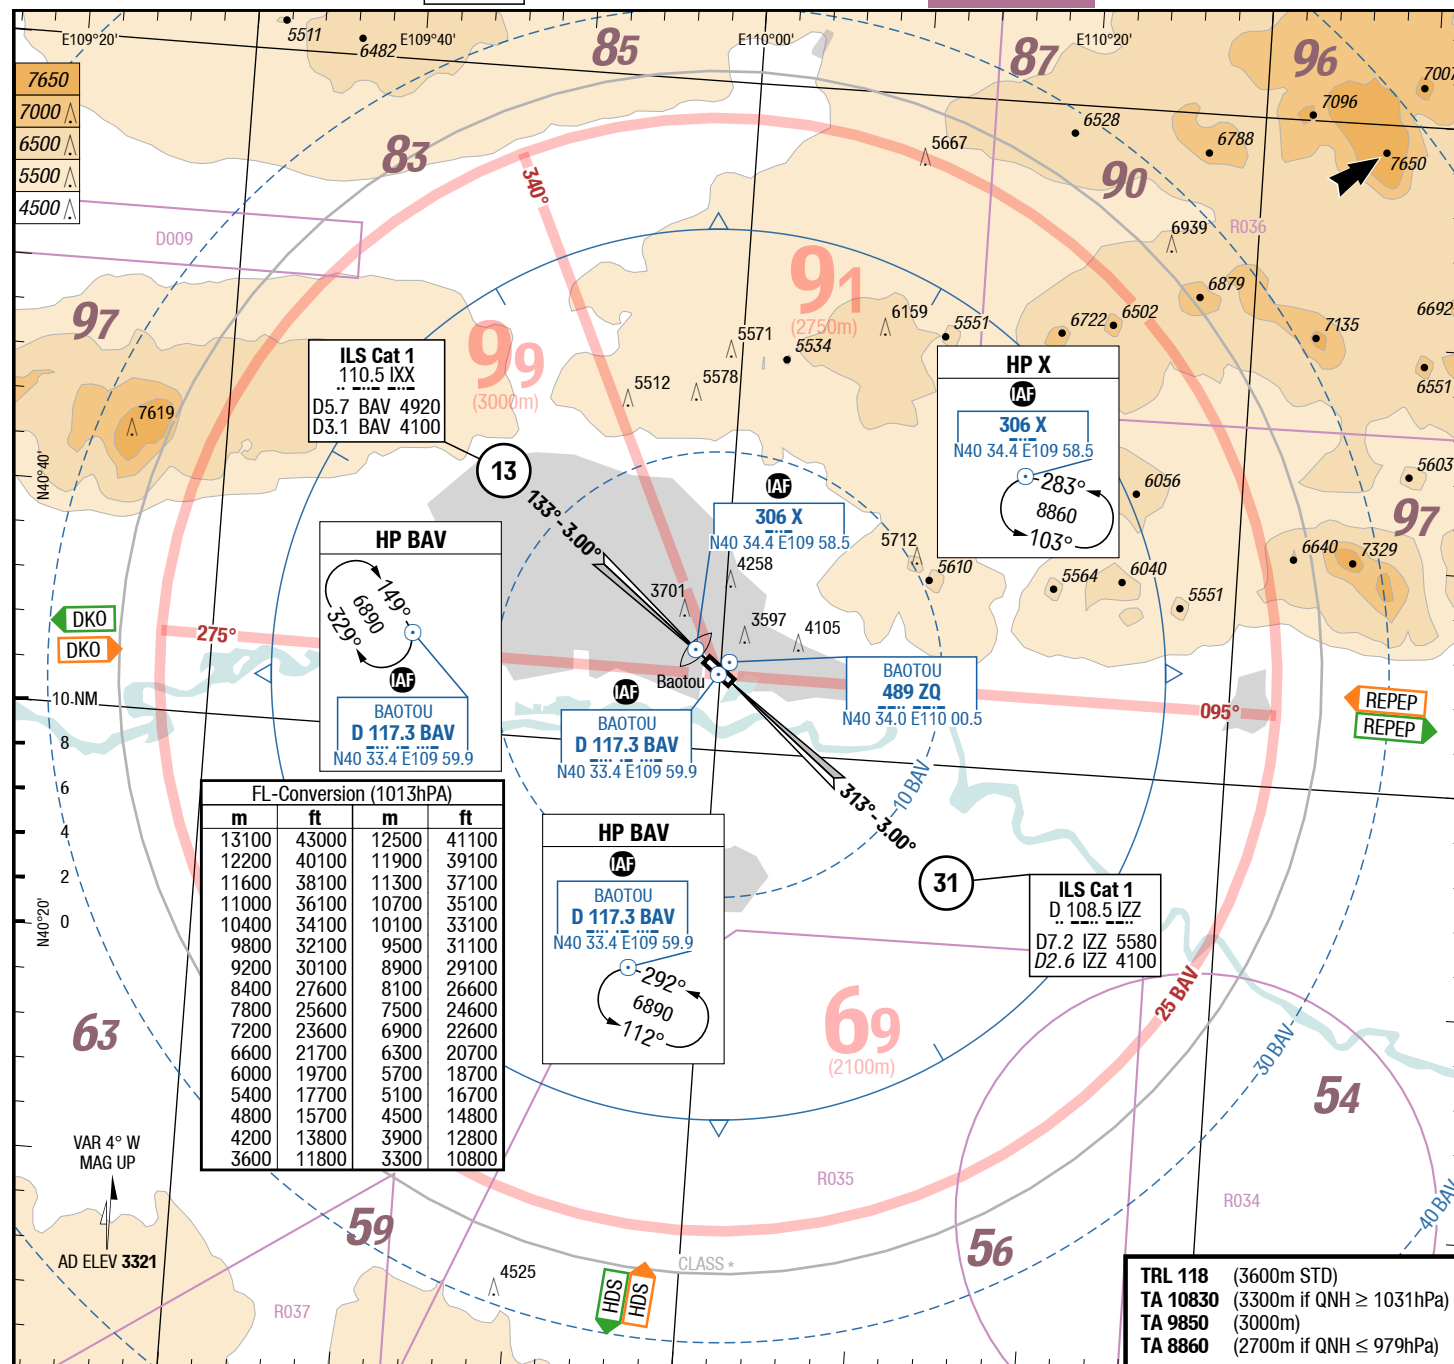 E109°20'
5511
6482
E109°40'
85
E110°00'
87
E110°20'
96
7007
7650
7000
6500
5500
4500
83
5667
6528
6788
7096
7650
90
340°
D009
6939
R036
97
91
(2750m)
6879
6159
5551
6722
6502
7135
6692
99
(3000m)
5571
5534
5512
5578
6551
7619
ILS Cat 1
110.5 IXX
D5.7 BAV 4920
D3.1 BAV 4100
HP X
IAF
306 X
N40 34.4 E109 58.5
283°
8860
103°
13
133°-3.00°
N40°40'
IAF
306 X
N40 34.4 E109 58.5
6056
5603
97
HP BAV
149°
6890
329°
IAF
BAOTOU
D 117.3 BAV
N40 33.4 E109 59.9
5712
5610
4258
3701
3597
4105
5564
6040
5551
6640
7329
DKO
DKO
275°
Baotou
IAF
BAOTOU
D 117.3 BAV
N40 33.4 E109 59.9
BAOTOU
489 ZQ
N40 34.0 E110 00.5
095°
REPEP
REPEP
10 NM
8
6
4
2
0
N40°20'
10 BAV
313°-3.00°
31
ILS Cat 1
D 108.5 IZZ
D7.2 IZZ 5580
D2.6 IZZ 4100
FL-Conversion (1013hPA)
m ft m ft
13100 43000 12500 41100
12200 40100 11900 39100
11600 38100 11300 37100
11000 36100 10700 35100
10400 34100 10100 33100
9800 32100 9500 31100
9200 30100 8900 29100
8400 27600 8100 26600
7800 25600 7500 24600
7200 23600 6900 22600
6600 21700 6300 20700
6000 19700 5700 18700
5400 17700 5100 16700
4800 15700 4500 14800
4200 13800 3900 12800
3600 11800 3300 10800
HP BAV
IAF
BAOTOU
D 117.3 BAV
N40 33.4 E109 59.9
292°
6890
112°
25 BAV
63
69
(2100m)
30 BAV
54
VAR 4° W
MAG UP
R035
R034
40 BAV
59
56
AD ELEV 3321
CLASS *
4525
HDS
HDS
R037
TRL 118 (3600m STD)
TA 10830 (3300m if QNH ≥ 1031hPa)
TA 9850 (3000m)
TA 8860 (2700m if QNH ≤ 979hPa)